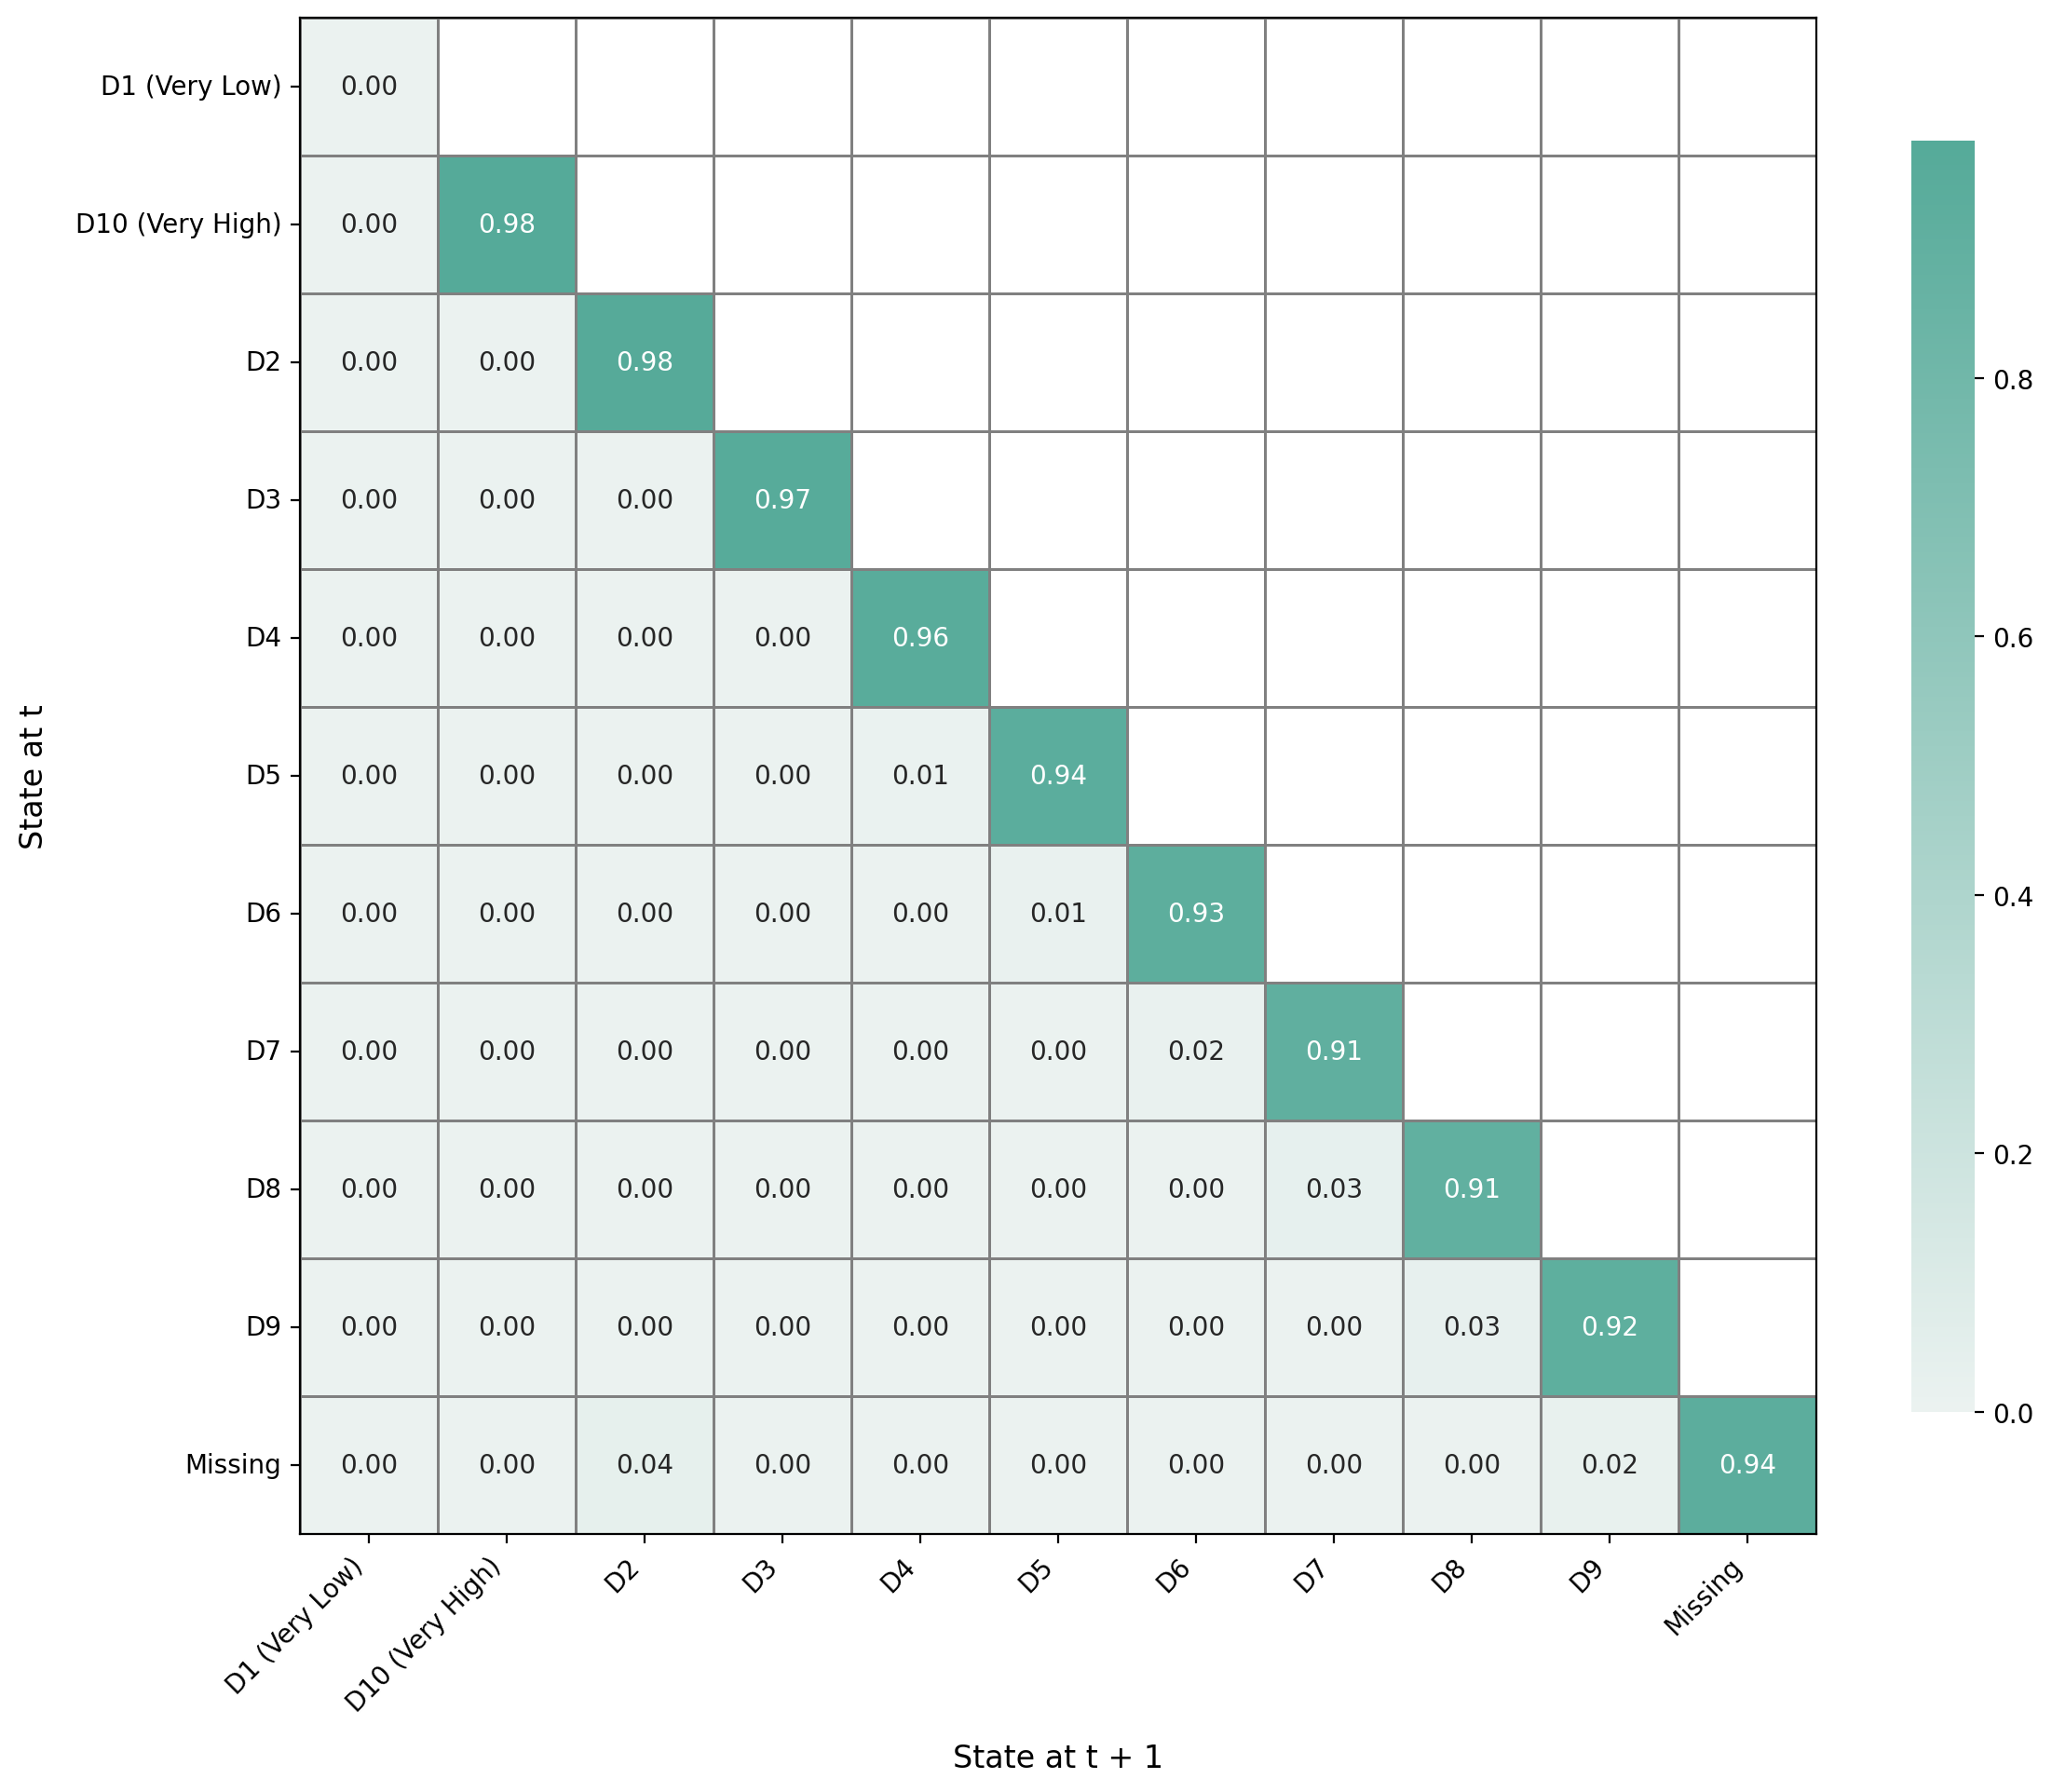 D1 (Very Low) 0.00
D10 (Very High) 0.00 0.98
D2 0.00 0.00 0.98
D3 0.00 0.00 0.00 0.97
D4 0.00 0.00 0.00 0.00 0.96
D5 0.00 0.00 0.00 0.00 0.01 0.94
D6 0.00 0.00 0.00 0.00 0.00 0.01 0.93
D7 0.00 0.00 0.00 0.00 0.00 0.00 0.02 0.91
D8 0.00 0.00 0.00 0.00 0.00 0.00 0.00 0.03 0.91
D9 0.00 0.00 0.00 0.00 0.00 0.00 0.00 0.00 0.03 0.92
Missing 0.00 0.00 0.04 0.00 0.00 0.00 0.00 0.00 0.00 0.02 0.94
D1 (Very Low) D10 (Very High) D2 D3 D4 D5 D6 D7 D8 D9 Missing
State at t + 1
State at t
0.8
0.6
0.4
0.2
0.0